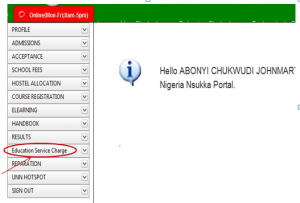 Online(Mon-Fri:8am-5pm)
PROFILE
ADMISSIONS
ACCEPTANCE
SCHOOL FEES
HOSTEL ALLOCATION
COURSE REGISTRATION
ELEARNING
HANDBOOK
RESULTS
Education Service Charge
REPARATION
UNN HOTSPOT
SIGN OUT
Hello ABONYI CHUKWUDI JOHNMAR
Nigeria Nsukka Portal.